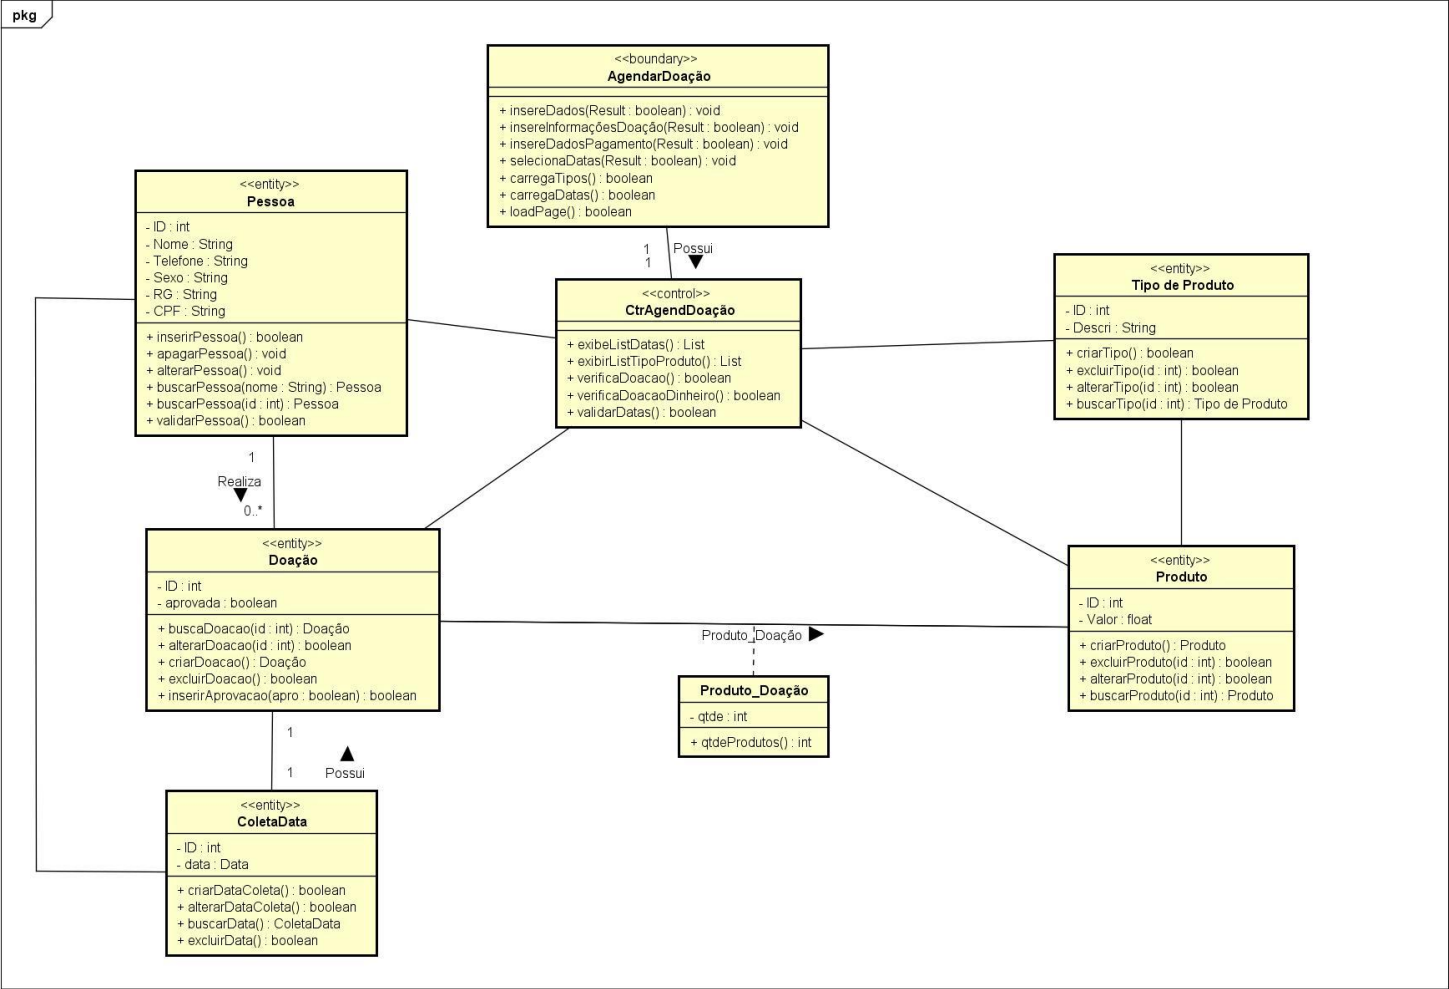 pkg
<<boundary>>
AgendarDoação
+ insereDados(Result : boolean) : void
+ insereInformaçõesDoação(Result : boolean) : void
+ insereDadosPagamento(Result : boolean) : void
+ selecionaDatas(Result : boolean) : void
+ carregaTipos() : boolean
+ carregaDatas() : boolean
+ loadPage() : boolean
1
Possui
1
<<entity>>
Pessoa
- ID : int
- Nome : String
- Telefone : String
- Sexo : String
- RG : String
- CPF : String
+ inserirPessoa() : boolean
+ apagarPessoa() : void
+ alterarPessoa() : void
+ buscarPessoa(nome : String) : Pessoa
+ buscarPessoa(id : int) : Pessoa
+ validarPessoa() : boolean
<<control>>
CtrAgendDoação
+ exibeListDatas() : List
+ exibirListTipoProduto() : List
+ verificaDoacao() : boolean
+ verificaDoacaoDinheiro() : boolean
+ validarDatas() : boolean
<<entity>>
Tipo de Produto
- ID : int
- Descri : String
+ criarTipo() : boolean
+ excluirTipo(id : int) : boolean
+ alterarTipo(id : int) : boolean
+ buscarTipo(id : int) : Tipo de Produto
1
Realiza
0..*
<<entity>>
Doação
- ID : int
- aprovada : boolean
+ buscaDoacao(id : int) : Doação
+ alterarDoacao(id : int) : boolean
+ criarDoacao() : Doação
+ excluirDoacao() : boolean
+ inserirAprovacao(apro : boolean) : boolean
Produto_Doação
Produto_Doação
- qtde : int
+ qtdeProdutos() : int
<<entity>>
Produto
- ID : int
- Valor : float
+ criarProduto() : Produto
+ excluirProduto(id : int) : boolean
+ alterarProduto(id : int) : boolean
+ buscarProduto(id : int) : Produto
1
1
Possui
<<entity>>
ColetaData
- ID : int
- data : Data
+ criarDataColeta() : boolean
+ alterarDataColeta() : boolean
+ buscarData() : ColetaData
+ excluirData() : boolean